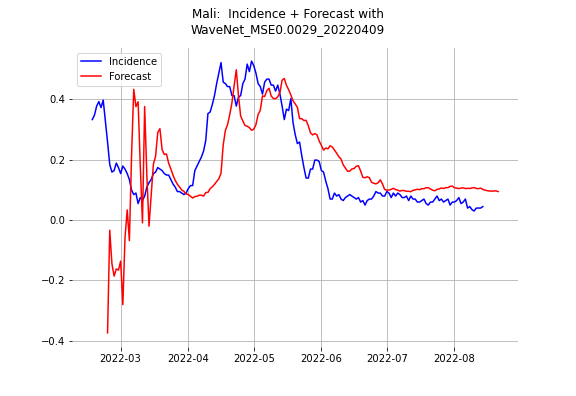 Mali:  Incidence + Forecast with
WaveNet_MSE0.0029_20220409
Incidence
Forecast
0.4
0.2
0.0
−0.2
−0.4
2022-03 2022-04 2022-05 2022-06 2022-07 2022-08